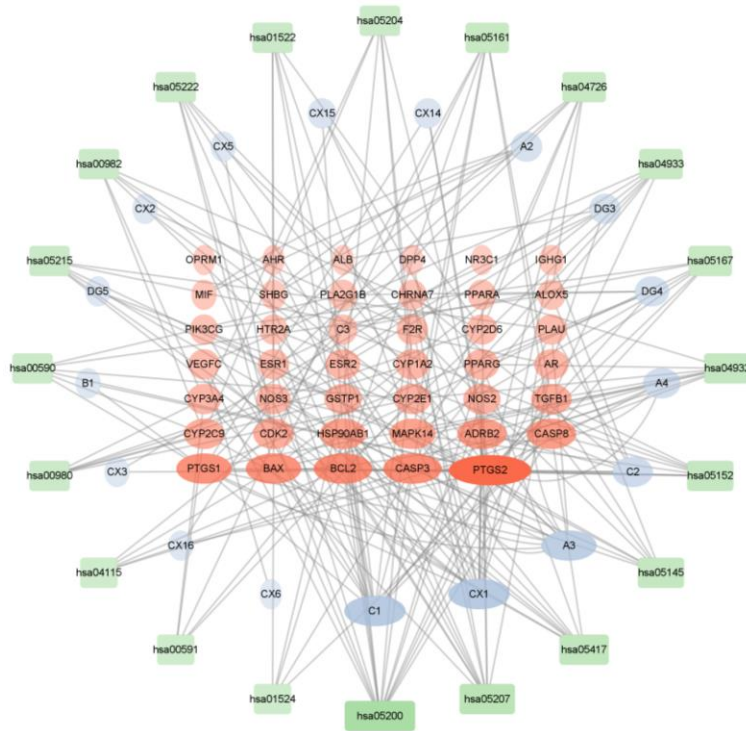 hsa05204
hsa01522
hsa05161
hsa05222
hsa04726
CX15
CX14
CX5
A2
hsa00982
hsa04933
CX2
DG3
hsa05215
OPRM1 AHR ALB DPP4 NR3C1 IGHG1
hsa05167
DG5
MIF SHBG PLA2G1B CHRNA7 PPARA ALOX5
DG4
PIK3CG HTR2A C3 F2R CYP2D6 PLAU
hsa00590
VEGFC ESR1 ESR2 CYP1A2 PPARG AR
hsa04932
B1
A4
CYP3A4 NOS3 GSTP1 CYP2E1 NOS2 TGFB1
CYP2C9 CDK2 HSP90AB1 MAPK14 ADRB2 CASP8
hsa00980
CX3
PTGS1 BAX BCL2 CASP3 PTGS2
C2
hsa05152
CX16
A3
hsa04115
hsa05145
CX6
C1
CX1
hsa00591
hsa05417
hsa01524
hsa05200
hsa05207